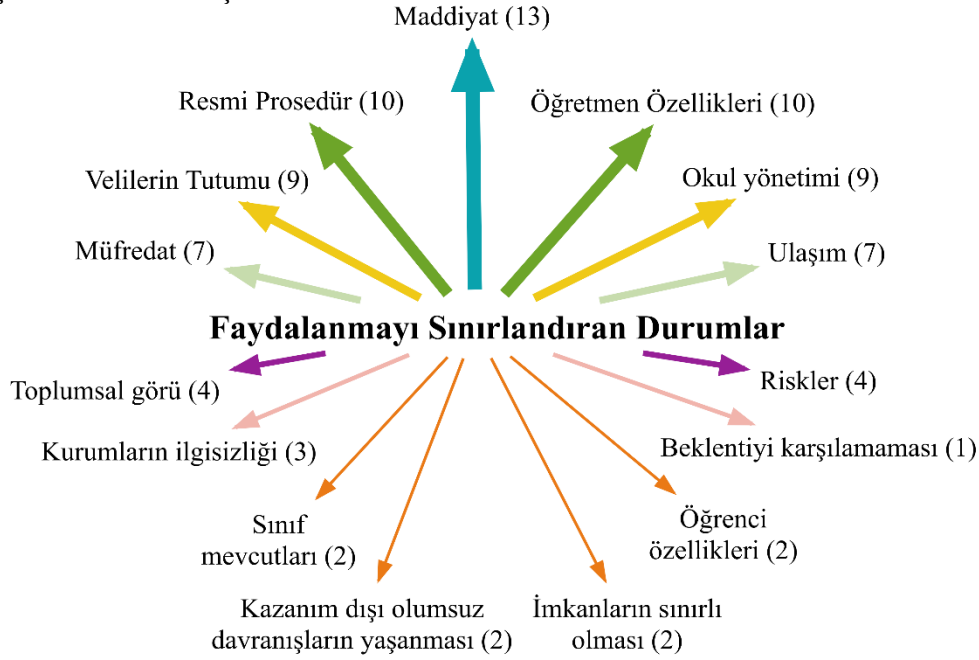 Maddiyat (13)
Resmi Prosedür (10)
Öğretmen Özellikleri (10)
Velilerin Tutumu (9)
Okul yönetimi (9)
Müfredat (7)
Ulaşım (7)
Faydalanmayı Sınırlandıran Durumlar
Toplumsal görü (4)
Riskler (4)
Kurumların ilgisizliği (3)
Beklentiyi karşılamaması (1)
Sınıf
mevcutları (2)
Öğrenci
özellikleri (2)
Kazanım dışı olumsuz
davranışların yaşanması (2)
İmkanların sınırlı
olması (2)